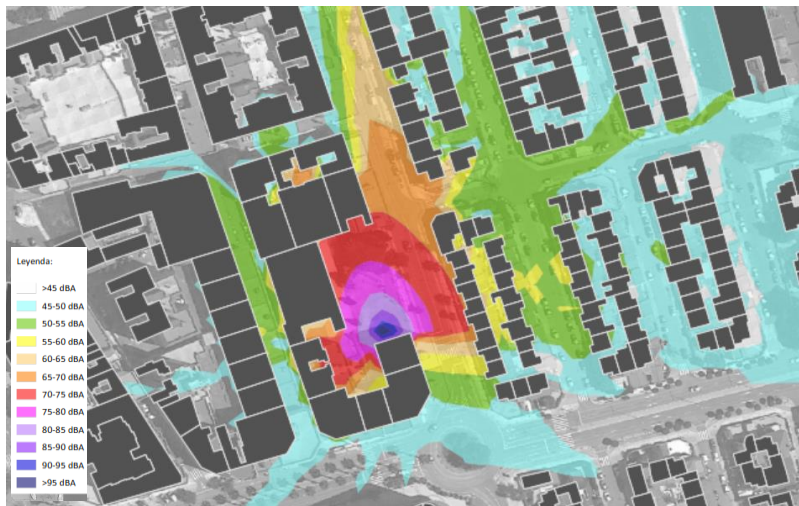 Leyenda:
>45 dBA
45-50 dBA
50-55 dBA
55-60 dBA
60-65 dBA
65-70 dBA
70-75 dBA
75-80 dBA
80-85 dBA
85-90 dBA
90-95 dBA
>95 dBA